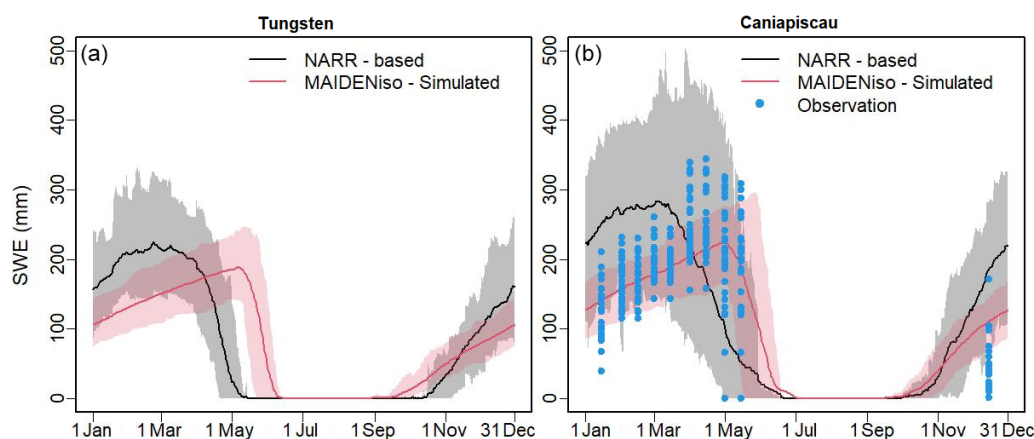 Tungsten
Caniapiscau
(a)
NARR - based
MAIDENiso - Simulated
(b)
NARR - based
MAIDENiso - Simulated
Observation
SWE (mm)
500
400
300
200
100
0
500
400
300
200
100
0
1 Jan 1 Mar 1 May 1 Jul 1 Sep 1 Nov 31 Dec
1 Jan 1 Mar 1 May 1 Jul 1 Sep 1 Nov 31 Dec